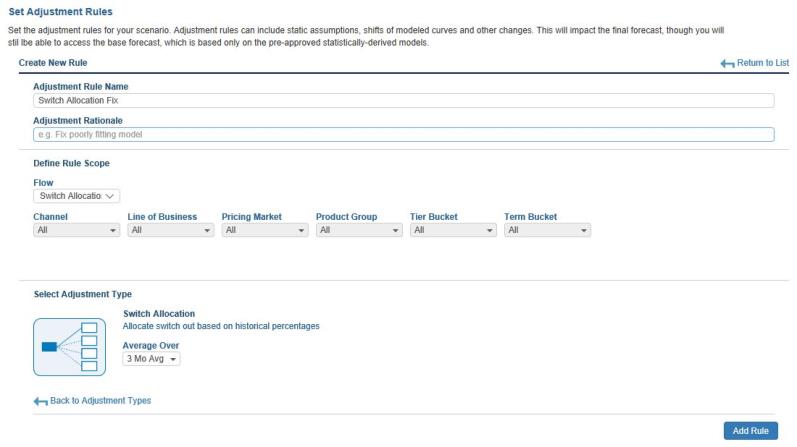 Set Adjustment Rules
Set the adjustment rules for your scenario. Adjustment rules can include static assumptions, shifts of modeled curves and other changes. This will impact the final forecast, though you will
stil lbe able to access the base forecast, which is based only on the pre-approved statistically-derived models.
Create New Rule
Return to List
Adjustment Rule Name
Switch Allocation Fix
Adjustment Rationale
e.g. Fix poorly fitting model
Define Rule Scope
Flow
Switch Allocatio
Channel Line of Business Pricing Market Product Group Tier Bucket Term Bucket
All All All All All All
Select Adjustment Type
Switch Allocation
Allocate switch out based on historical percentages
Average Over
3 Mo Avg
Back to Adjustment Types
Add Rule